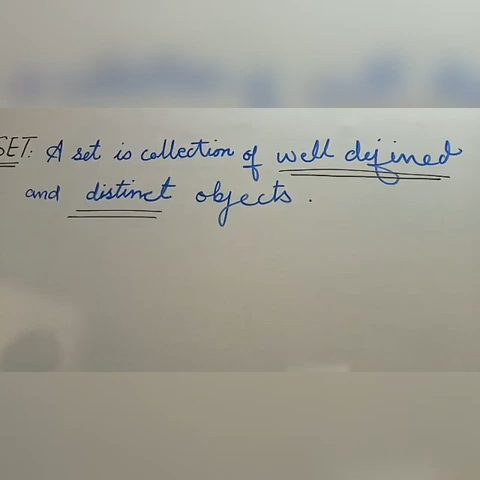 SET: A set is collection of well defined
and distinct objects.